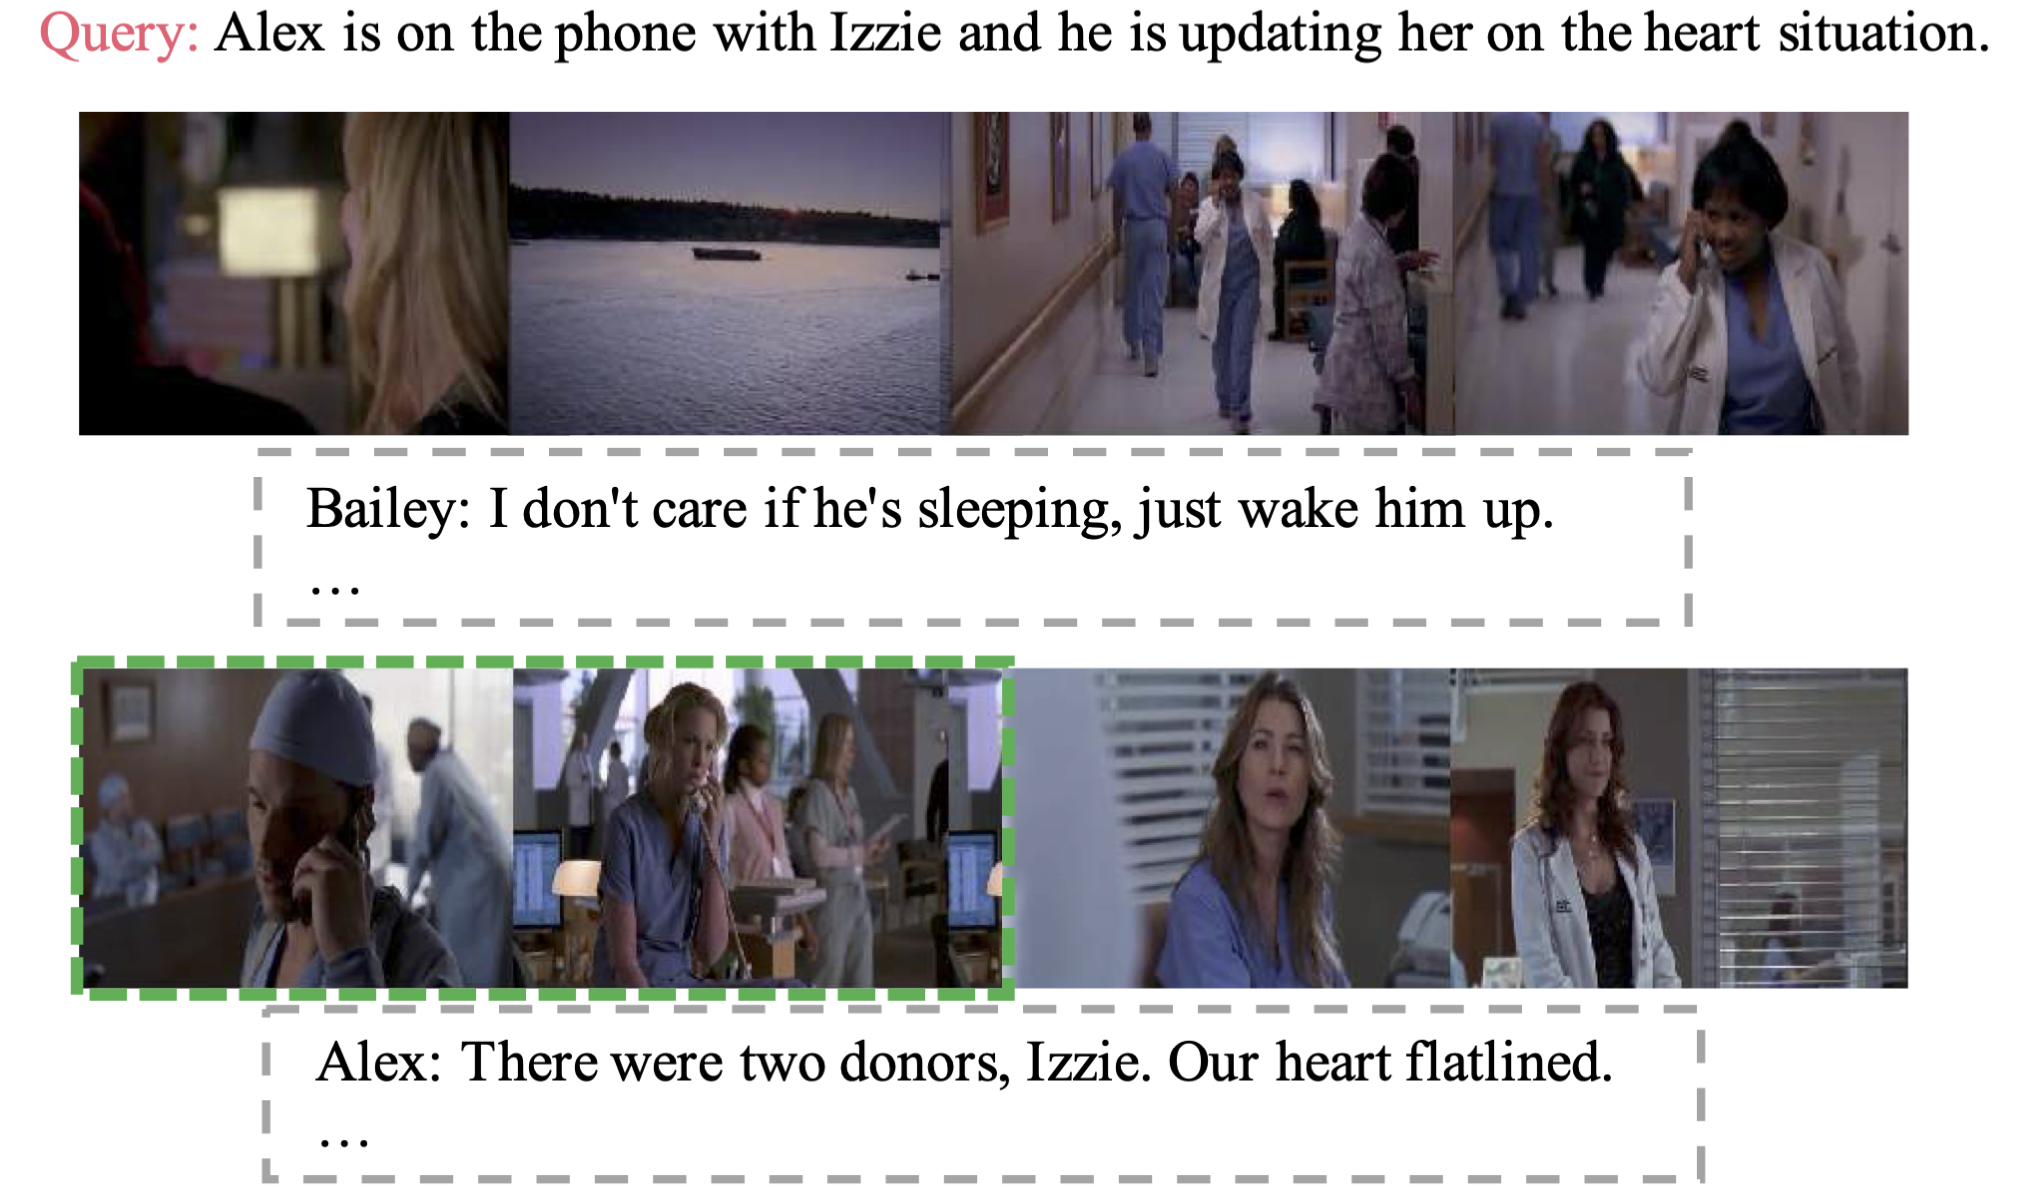 Query: Alex is on the phone with Izzie and he is updating her on the heart situation.
Bailey: I don't care if he's sleeping, just wake him up.
...
Alex: There were two donors, Izzie. Our heart flatlined.
...